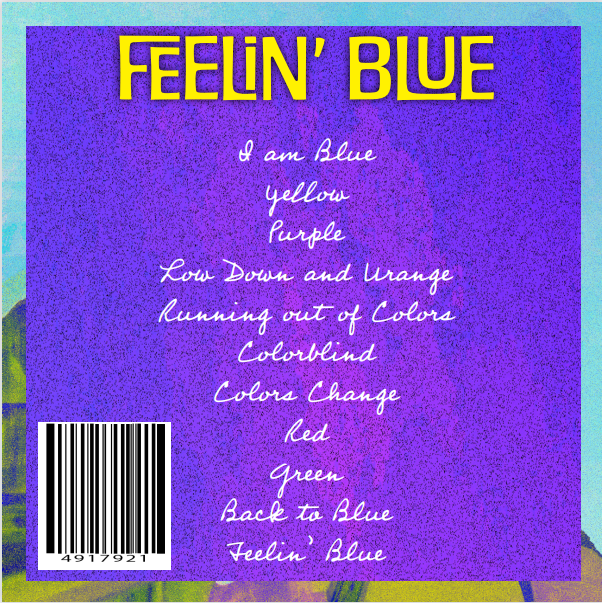 FEELiN' BLUE
I am Blue
Yellow
Purple
Low Down and Urange
Running out of Colors
Colorblind
Colors Change
Red
Green
Back to Blue
Feelin' Blue
4917921